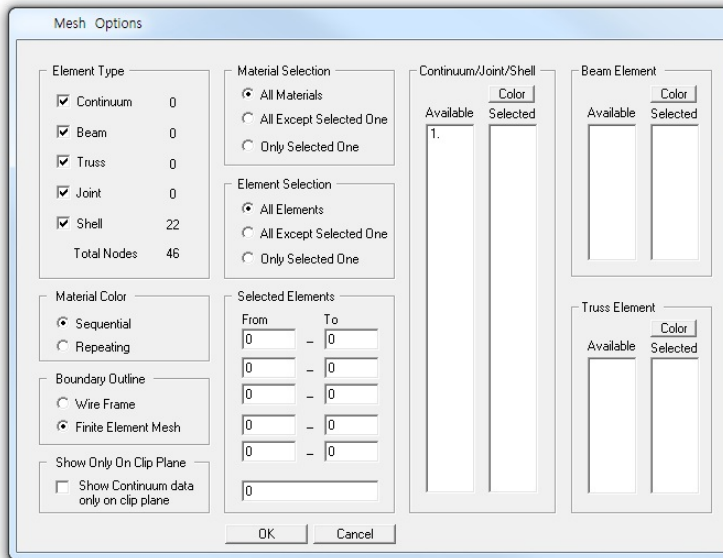 Mesh Options
Element Type
Continuum 0
Beam 0
Truss 0
Joint 0
Shell 22
Total Nodes 46
Material Color
Sequential
Repeating
Boundary Outline
Wire Frame
Finite Element Mesh
Show Only On Clip Plane
Show Continuum data
only on clip plane
Material Selection
All Materials
All Except Selected One
Only Selected One
Element Selection
All Elements
All Except Selected One
Only Selected One
Selected Elements
From To
0 – 0
0 – 0
0 – 0
0 – 0
0 – 0
0
Continuum/Joint/Shell
Color
Available Selected
1.
Beam Element
Color
Available Selected
Truss Element
Color
Available Selected
OK Cancel